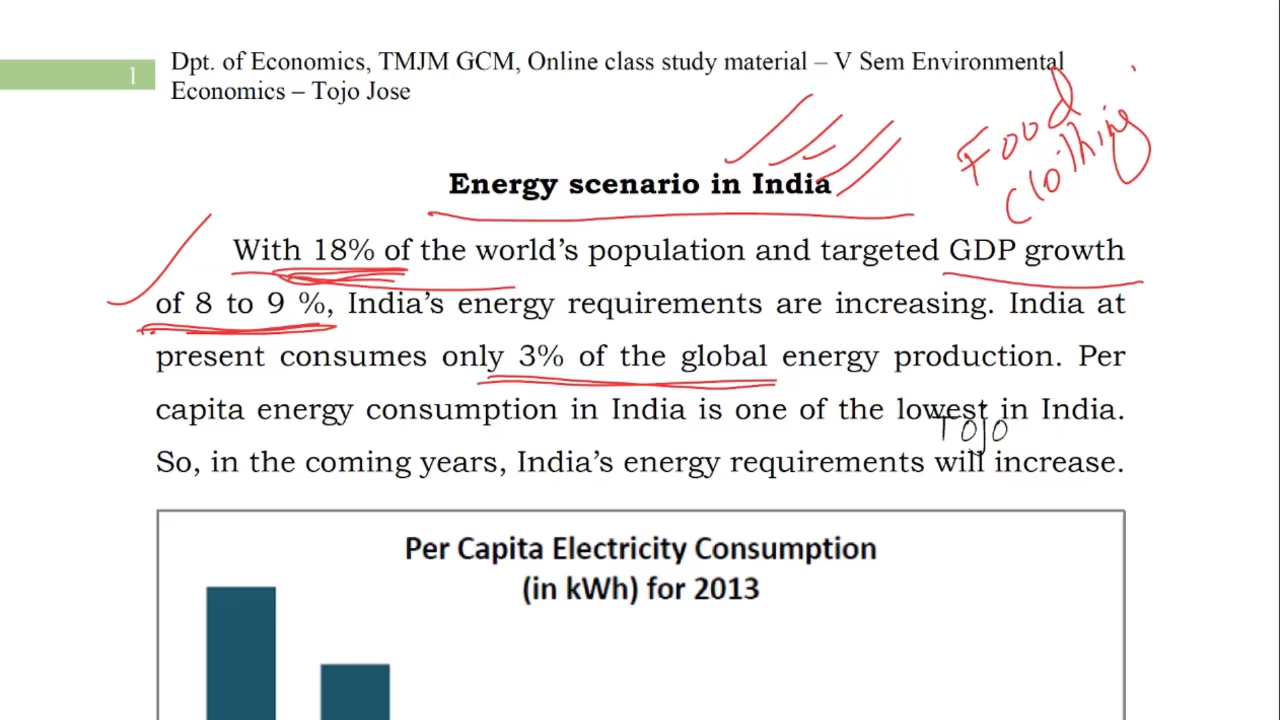 1
Dpt. of Economics, TMJM GCM, Online class study material – V Sem Environmental
Economics – Tojo Jose
Food
Clothing
Energy scenario in India
With 18% of the world's population and targeted GDP growth
of 8 to 9 %, India's energy requirements are increasing. India at
present consumes only 3% of the global energy production. Per
capita energy consumption in India is one of the lowest in India.
Tojo
So, in the coming years, India's energy requirements will increase.
Per Capita Electricity Consumption
(in kWh) for 2013